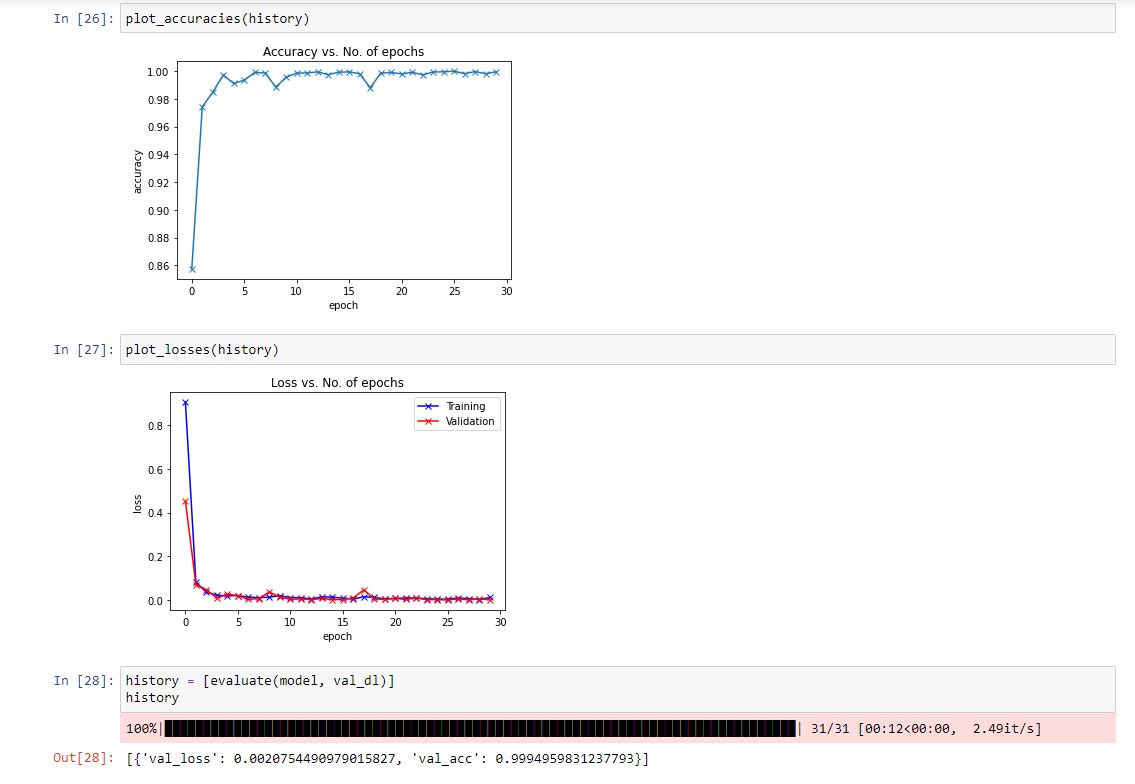 In [26]: plot_accuracies(history)
Accuracy vs. No. of epochs
1.00
0.98
0.96
0.94
0.92
0.90
0.88
0.86
accuracy
0 5 10 15 20 25 30
epoch
In [27]: plot_losses(history)
Loss vs. No. of epochs
Training
Validation
0.8
0.6
0.4
0.2
0.0
loss
0 5 10 15 20 25 30
epoch
In [28]: history = [evaluate(model, val_dl)]
history
100%|██████████| 31/31 [00:12<00:00, 2.49it/s]
Out[28]: [{'val_loss': 0.0020754490979015827, 'val_acc': 0.9994959831237793}]